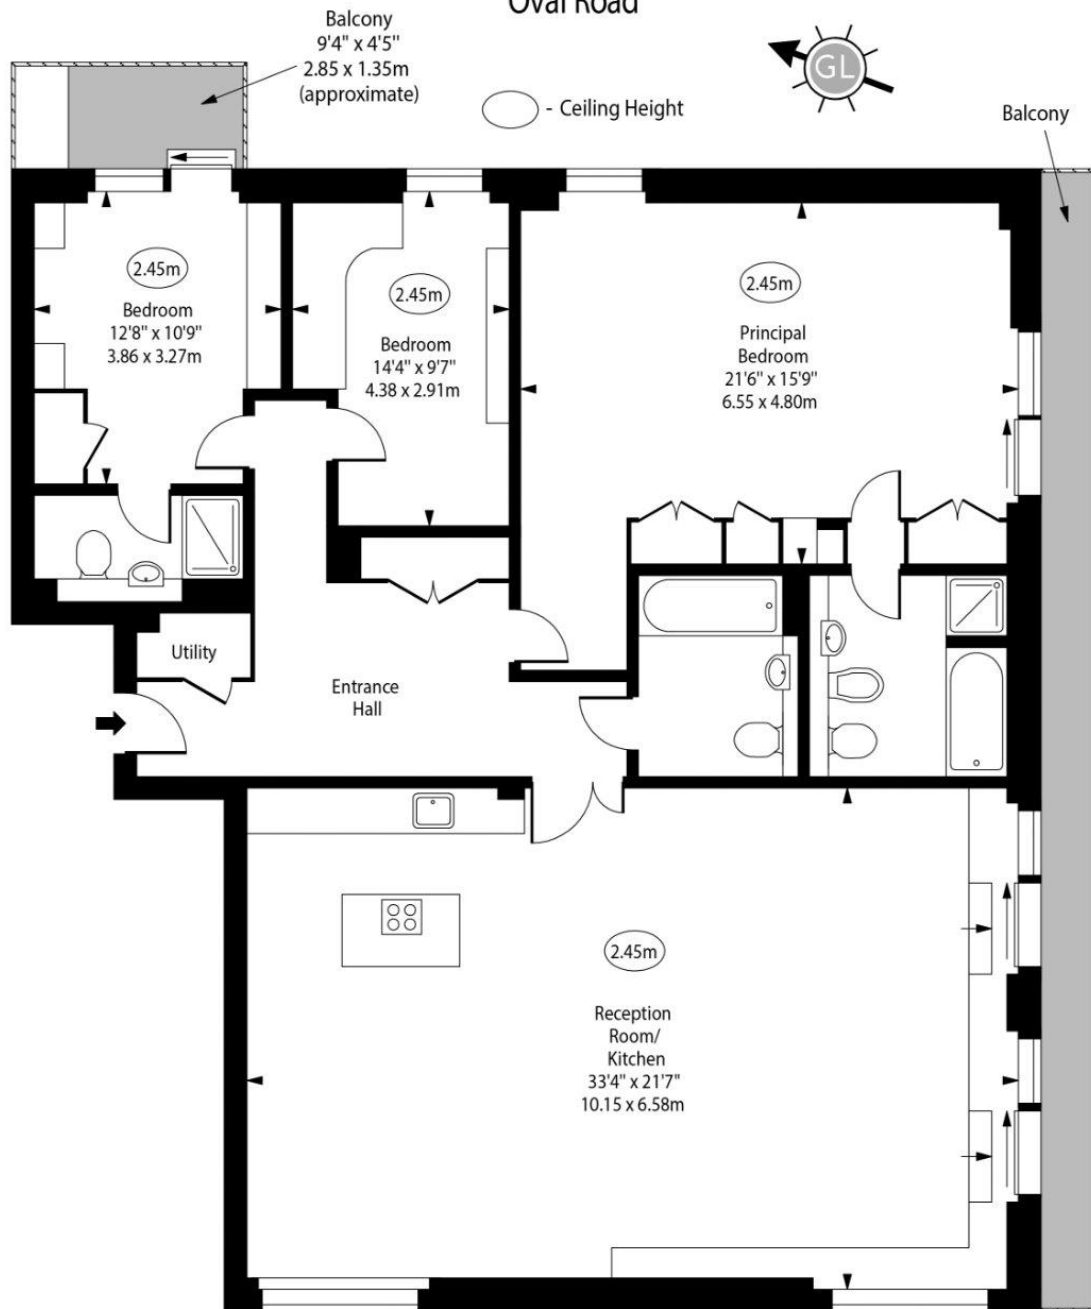 Oval Road
Balcony
9'4" x 4'5"
2.85 x 1.35m
(approximate)
GL
- Ceiling Height
Balcony
2.45m
Bedroom
12'8" x 10'9"
3.86 x 3.27m
2.45m
Bedroom
14'4" x 9'7"
4.38 x 2.91m
2.45m
Principal
Bedroom
21'6" x 15'9"
6.55 x 4.80m
Utility
Entrance
Hall
2.45m
Reception
Room/
Kitchen
33'4" x 21'7"
10.15 x 6.58m